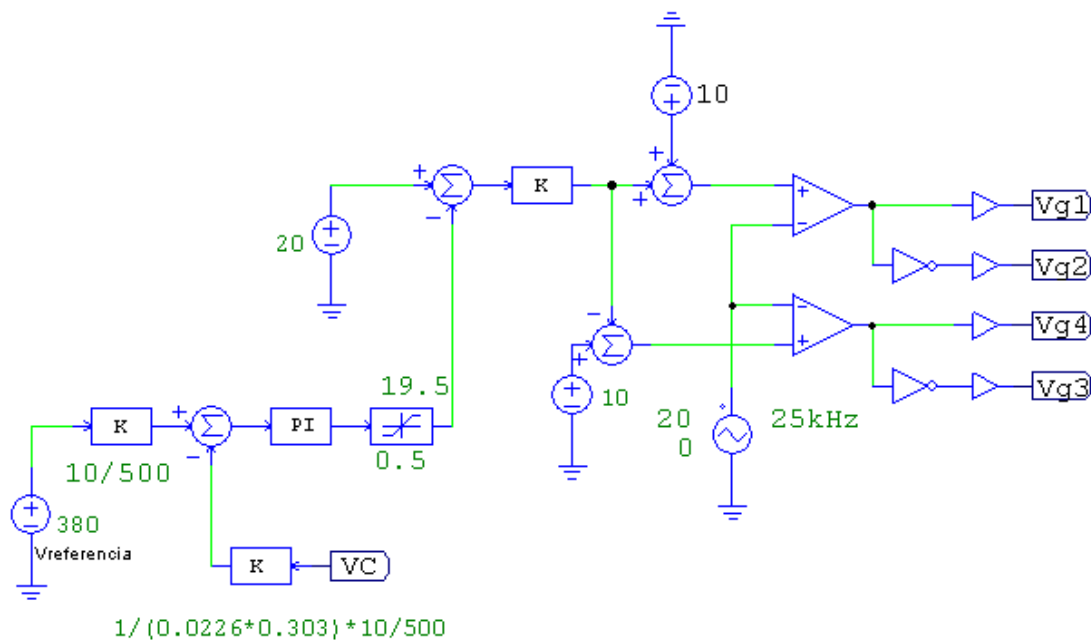 10
20
K
Vg1
Vg2
Vg4
Vg3
10
19.5
0.5
20
0
25kHz
K
PI
10/500
380
Vreferencia
K
VC
1/(0.0226*0.303)*10/500